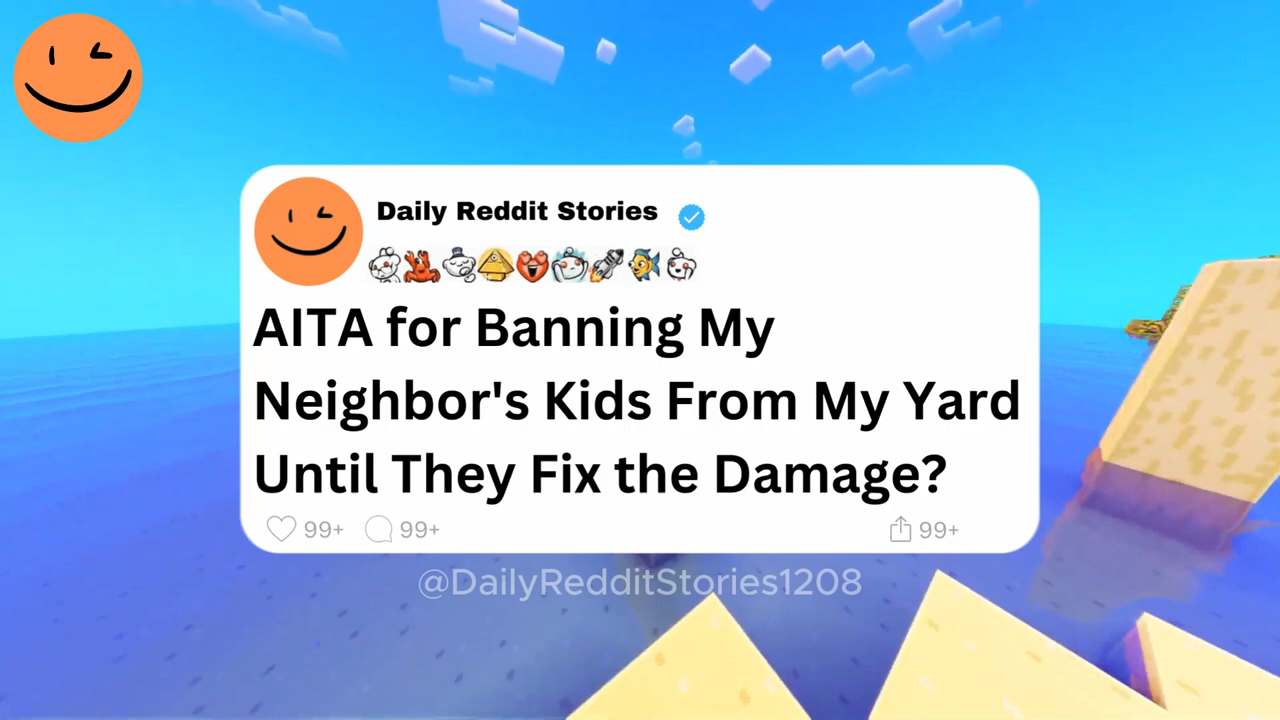 Daily Reddit Stories
AITA for Banning My
Neighbor's Kids From My Yard
Until They Fix the Damage?
99+ 99+ 99+
@DailyRedditStories1208